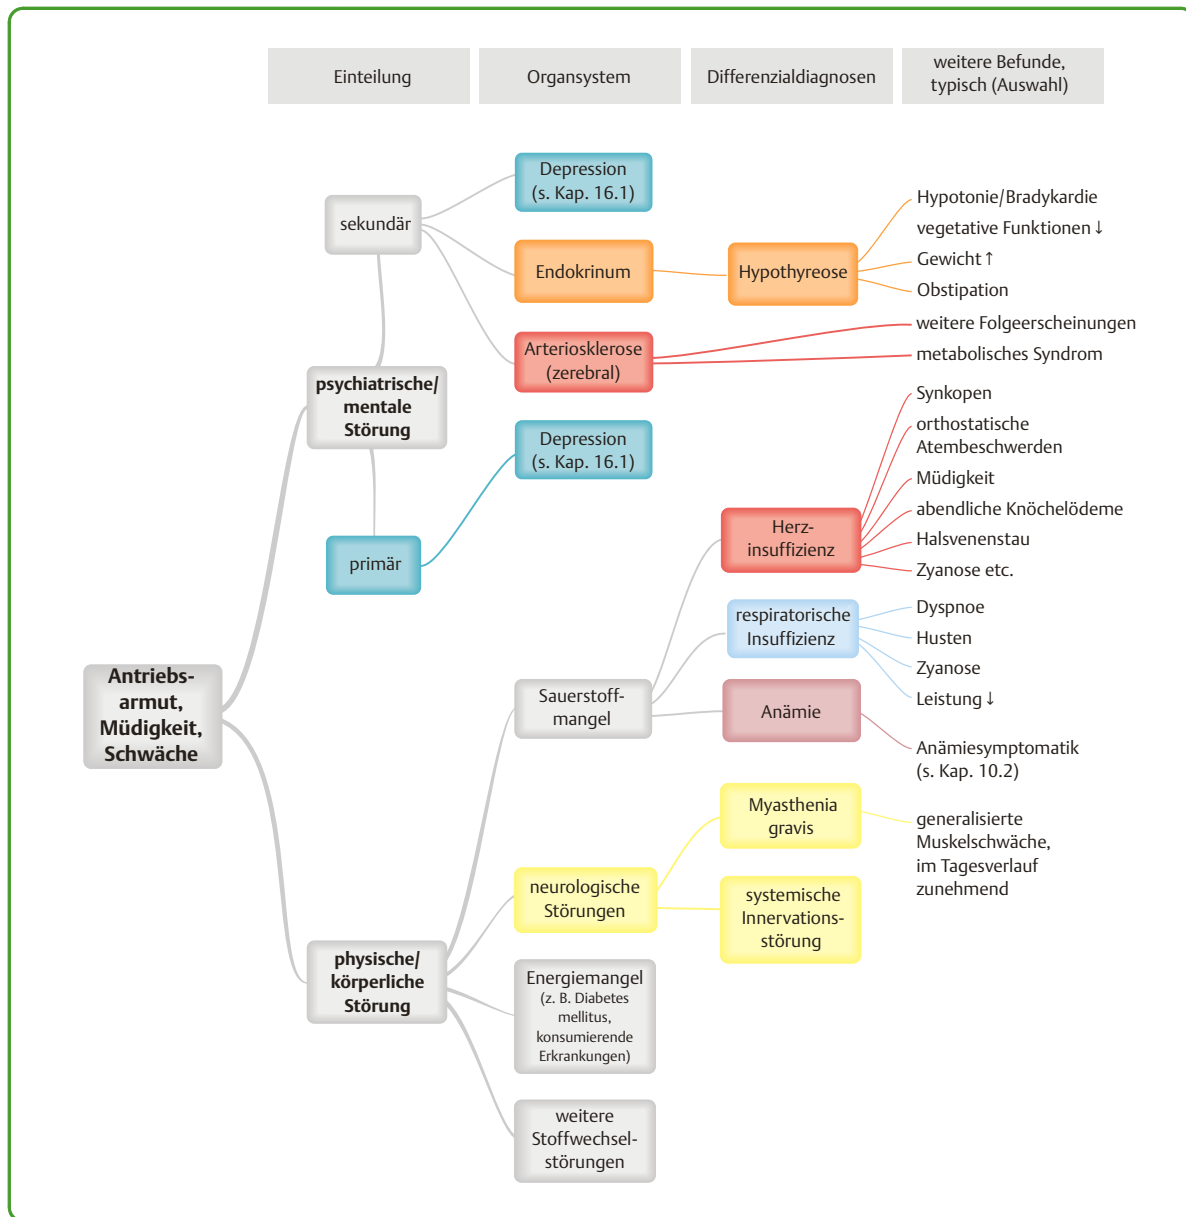 Einteilung
Organsystem
Differenzialdiagnosen
weitere Befunde,
typisch (Auswahl)
Antriebs-
armut,
Müdigkeit,
Schwäche
psychiatrische/
mentale
Störung
sekundär
Depression
(s. Kap. 16.1)
Endokrinum
Hypothyreose
Hypotonie/Bradykardie
vegetative Funktionen ↓
Gewicht ↑
Obstipation
Arteriosklerose
(zerebral)
weitere Folgeerscheinungen
metabolisches Syndrom
primär
Depression
(s. Kap. 16.1)
physische/
körperliche
Störung
Sauerstoff-
mangel
Herz-
insuffizienz
Synkopen
orthostatische
Atembeschwerden
Müdigkeit
abendliche Knöchelödeme
Halsvenenstau
Zyanose etc.
respiratorische
Insuffizienz
Dyspnoe
Husten
Zyanose
Leistung ↓
Anämie
Anämiesymptomatik
(s. Kap. 10.2)
neurologische
Störungen
Myasthenia
gravis
generalisierte
Muskelschwäche,
im Tagesverlauf
zunehmend
systemische
Innervations-
störung
Energiemangel
(z. B. Diabetes
mellitus,
konsumierende
Erkrankungen)
weitere
Stoffwechsel-
störungen